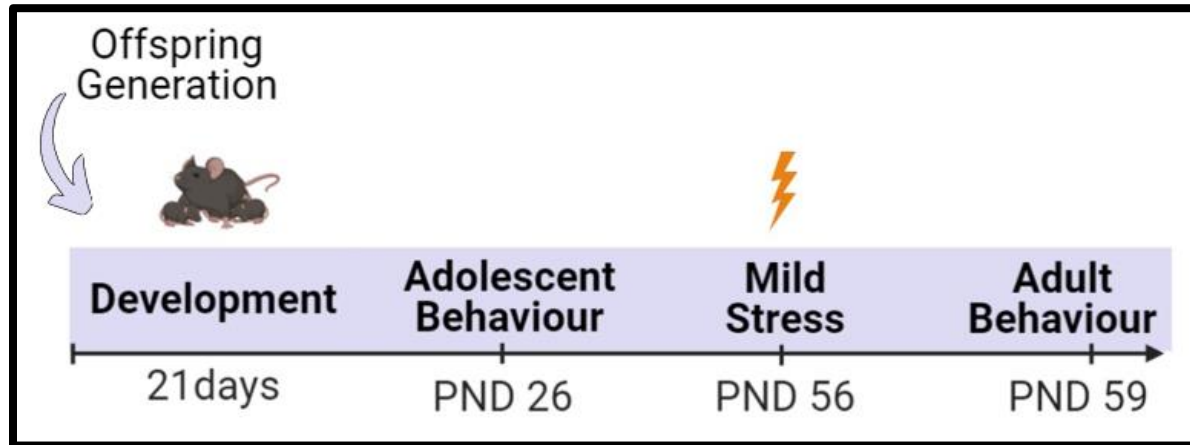 Offspring
Generation
Development
Adolescent
Behaviour
Mild
Stress
Adult
Behaviour
21days
PND 26
PND 56
PND 59